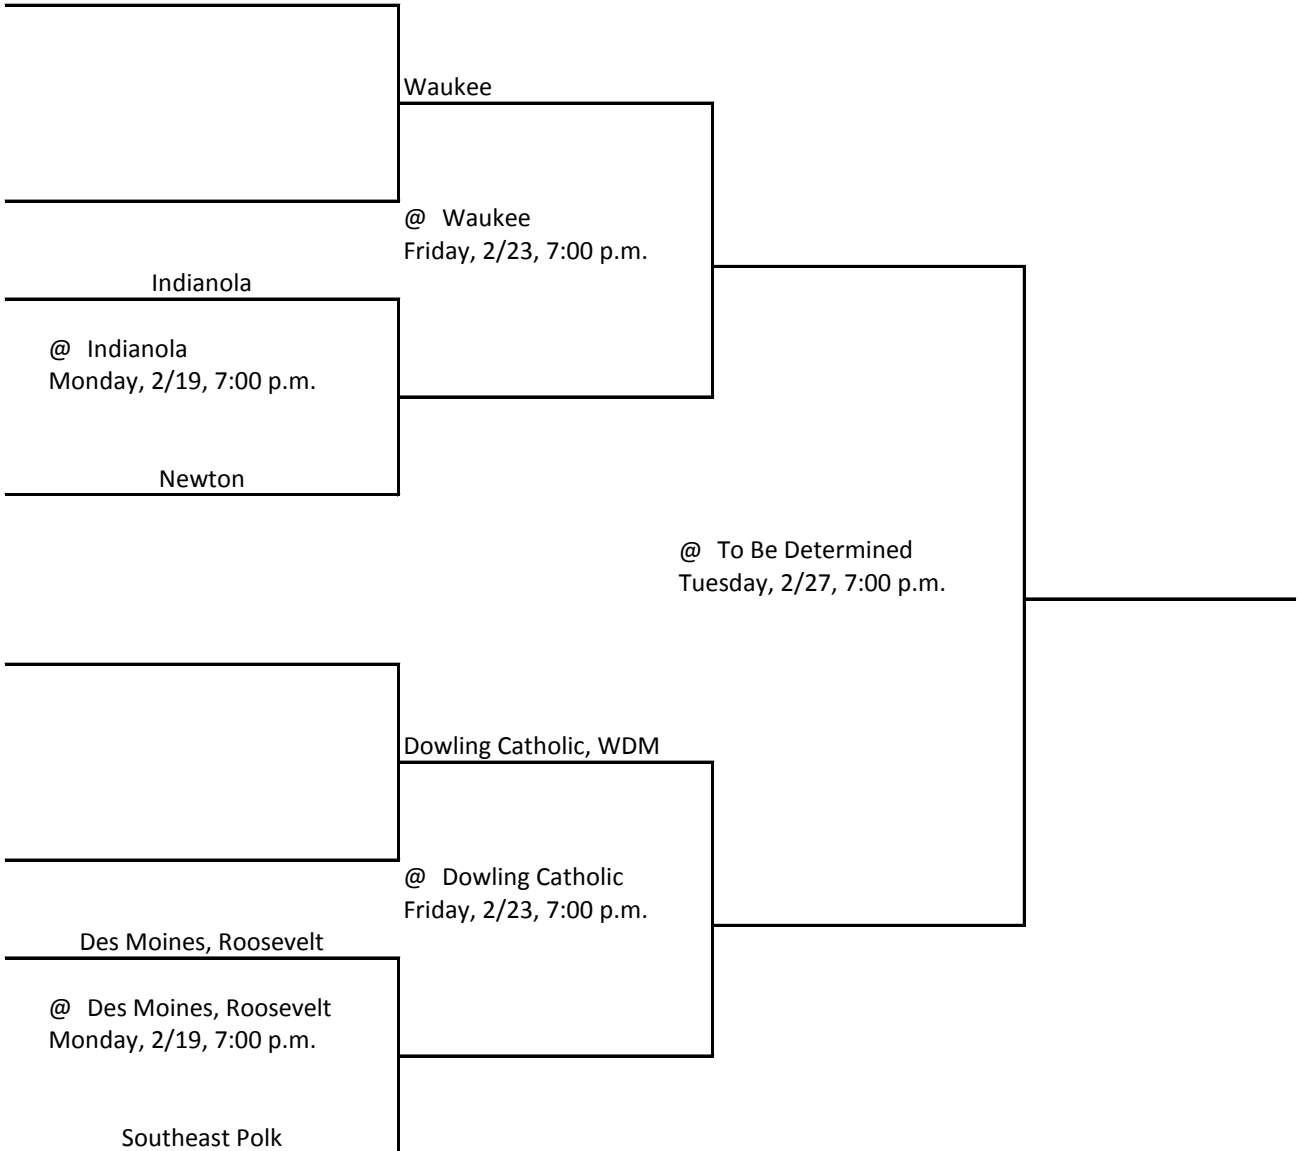 Waukee
@ Waukee
Friday, 2/23, 7:00 p.m.
Indianola
@ Indianola
Monday, 2/19, 7:00 p.m.
Newton
@ To Be Determined
Tuesday, 2/27, 7:00 p.m.
Dowling Catholic, WDM
@ Dowling Catholic
Friday, 2/23, 7:00 p.m.
Des Moines, Roosevelt
@ Des Moines, Roosevelt
Monday, 2/19, 7:00 p.m.
Southeast Polk